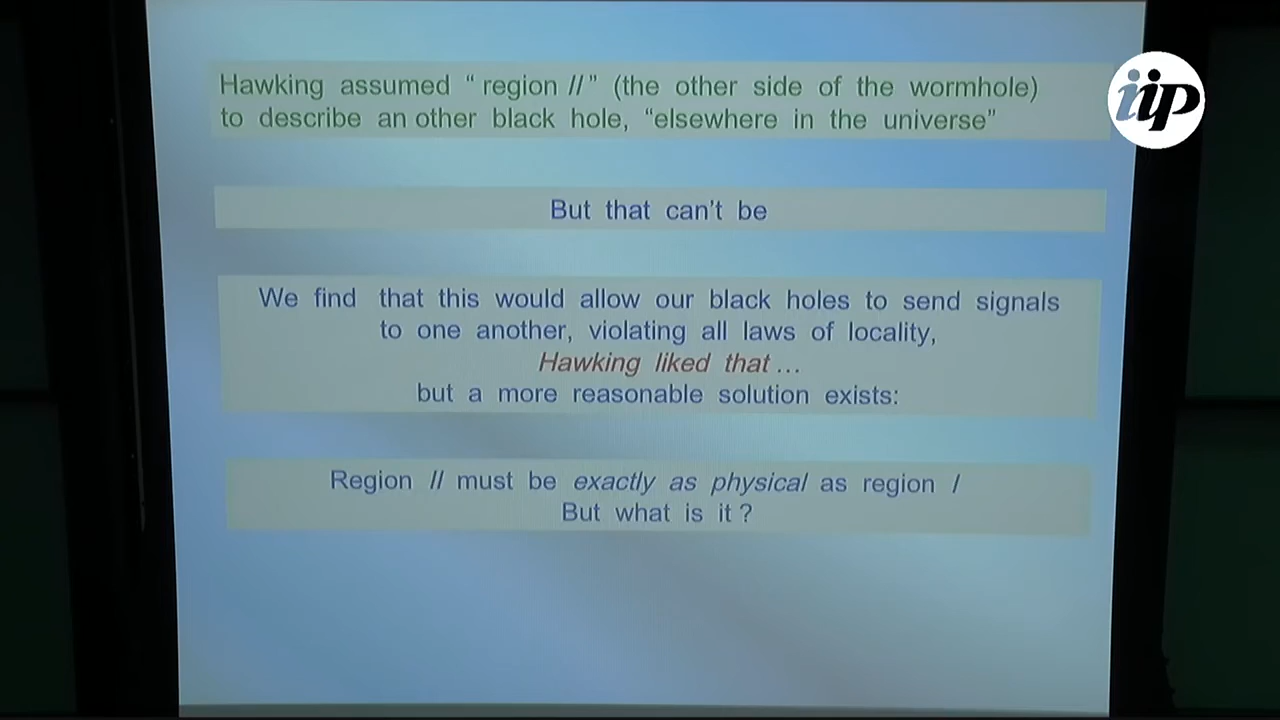 Hawking assumed “ region II ” (the other side of the wormhole)
to describe an other black hole, “elsewhere in the universe”
But that can’t be
We find that this would allow our black holes to send signals
to one another, violating all laws of locality,
Hawking liked that ...
but a more reasonable solution exists:
Region II must be exactly as physical as region I
But what is it ?
iip